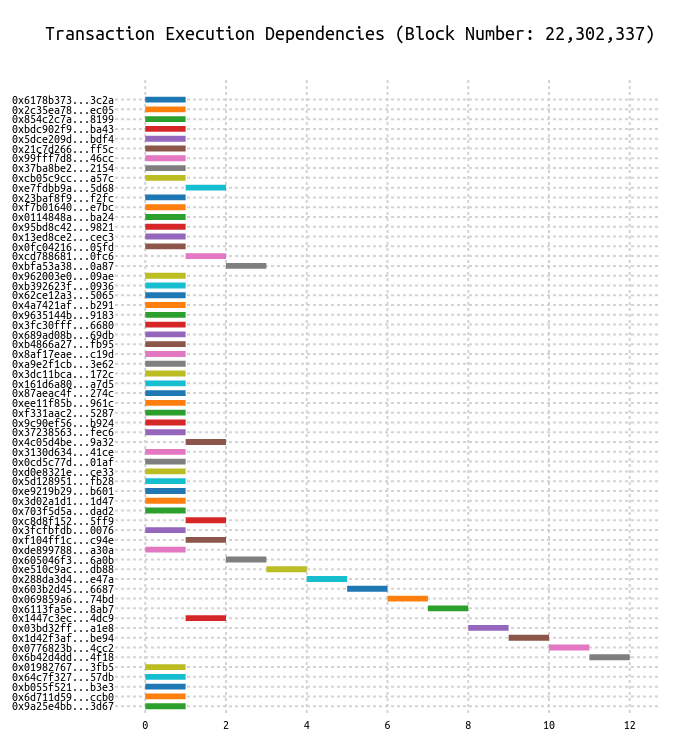 Transaction Execution Dependencies (Block Number: 22,302,337)
0x6178b373...3c2a
0x2c35ea78...ec05
0x854c2c7a...8199
0xbdc902f9...ba43
0x5dce209d...bdf4
0x21c7d266...ff5c
0x99fff7d8...46cc
0x37ba8be2...2154
0xcb05c9cc...a57c
0xe7fdbb9a...5d68
0x23baf8f9...f2fc
0xf7b01640...e7bc
0x0114848a...ba24
0x95bd8c42...9821
0x13ed8ce2...cec3
0x0fc04216...05fd
0xcd788681...0fc6
0xbfa53a38...0a87
0x962003e0...09ae
0xb392623f...0936
0x62ce12a3...5065
0x4a7421af...b291
0x9635144b...9183
0x3fc30fff...6680
0x689ad08b...69db
0xb4866a27...fb95
0x8af17eae...c19d
0xa9e2f1cb...3e62
0x3dc11bca...172c
0x161d6a80...a7d5
0x87aeac4f...274c
0xee11f85b...961c
0xf331aac2...5287
0x9c90ef56...b924
0x37238563...fec6
0x4c05d4be...9a32
0x3130d634...41ce
0x0cd5c77d...01af
0xd0e8321e...ce33
0x5d128951...fb28
0xe9219b29...b601
0x3d02a1d1...1d47
0x703f5d5a...dad2
0xc8d8f152...5ff9
0x3fcfbfdb...0076
0xf104ff1c...c94e
0xde899788...a30a
0x605046f3...6a0b
0xe510c9ac...db88
0x288da3d4...e47a
0x603b2d45...6687
0x069859a6...74bd
0x6113fa5e...8ab7
0x1447c3ec...4dc9
0x03bd32ff...a1e8
0x1d42f3af...be94
0x0776823b...4cc2
0x6b42d4dd...4f18
0x01982767...3fb5
0x64c7f327...57db
0xb055f521...b3e3
0x6d711d59...ccb0
0x9a25e4bb...3d67
0 2 4 6 8 10 12